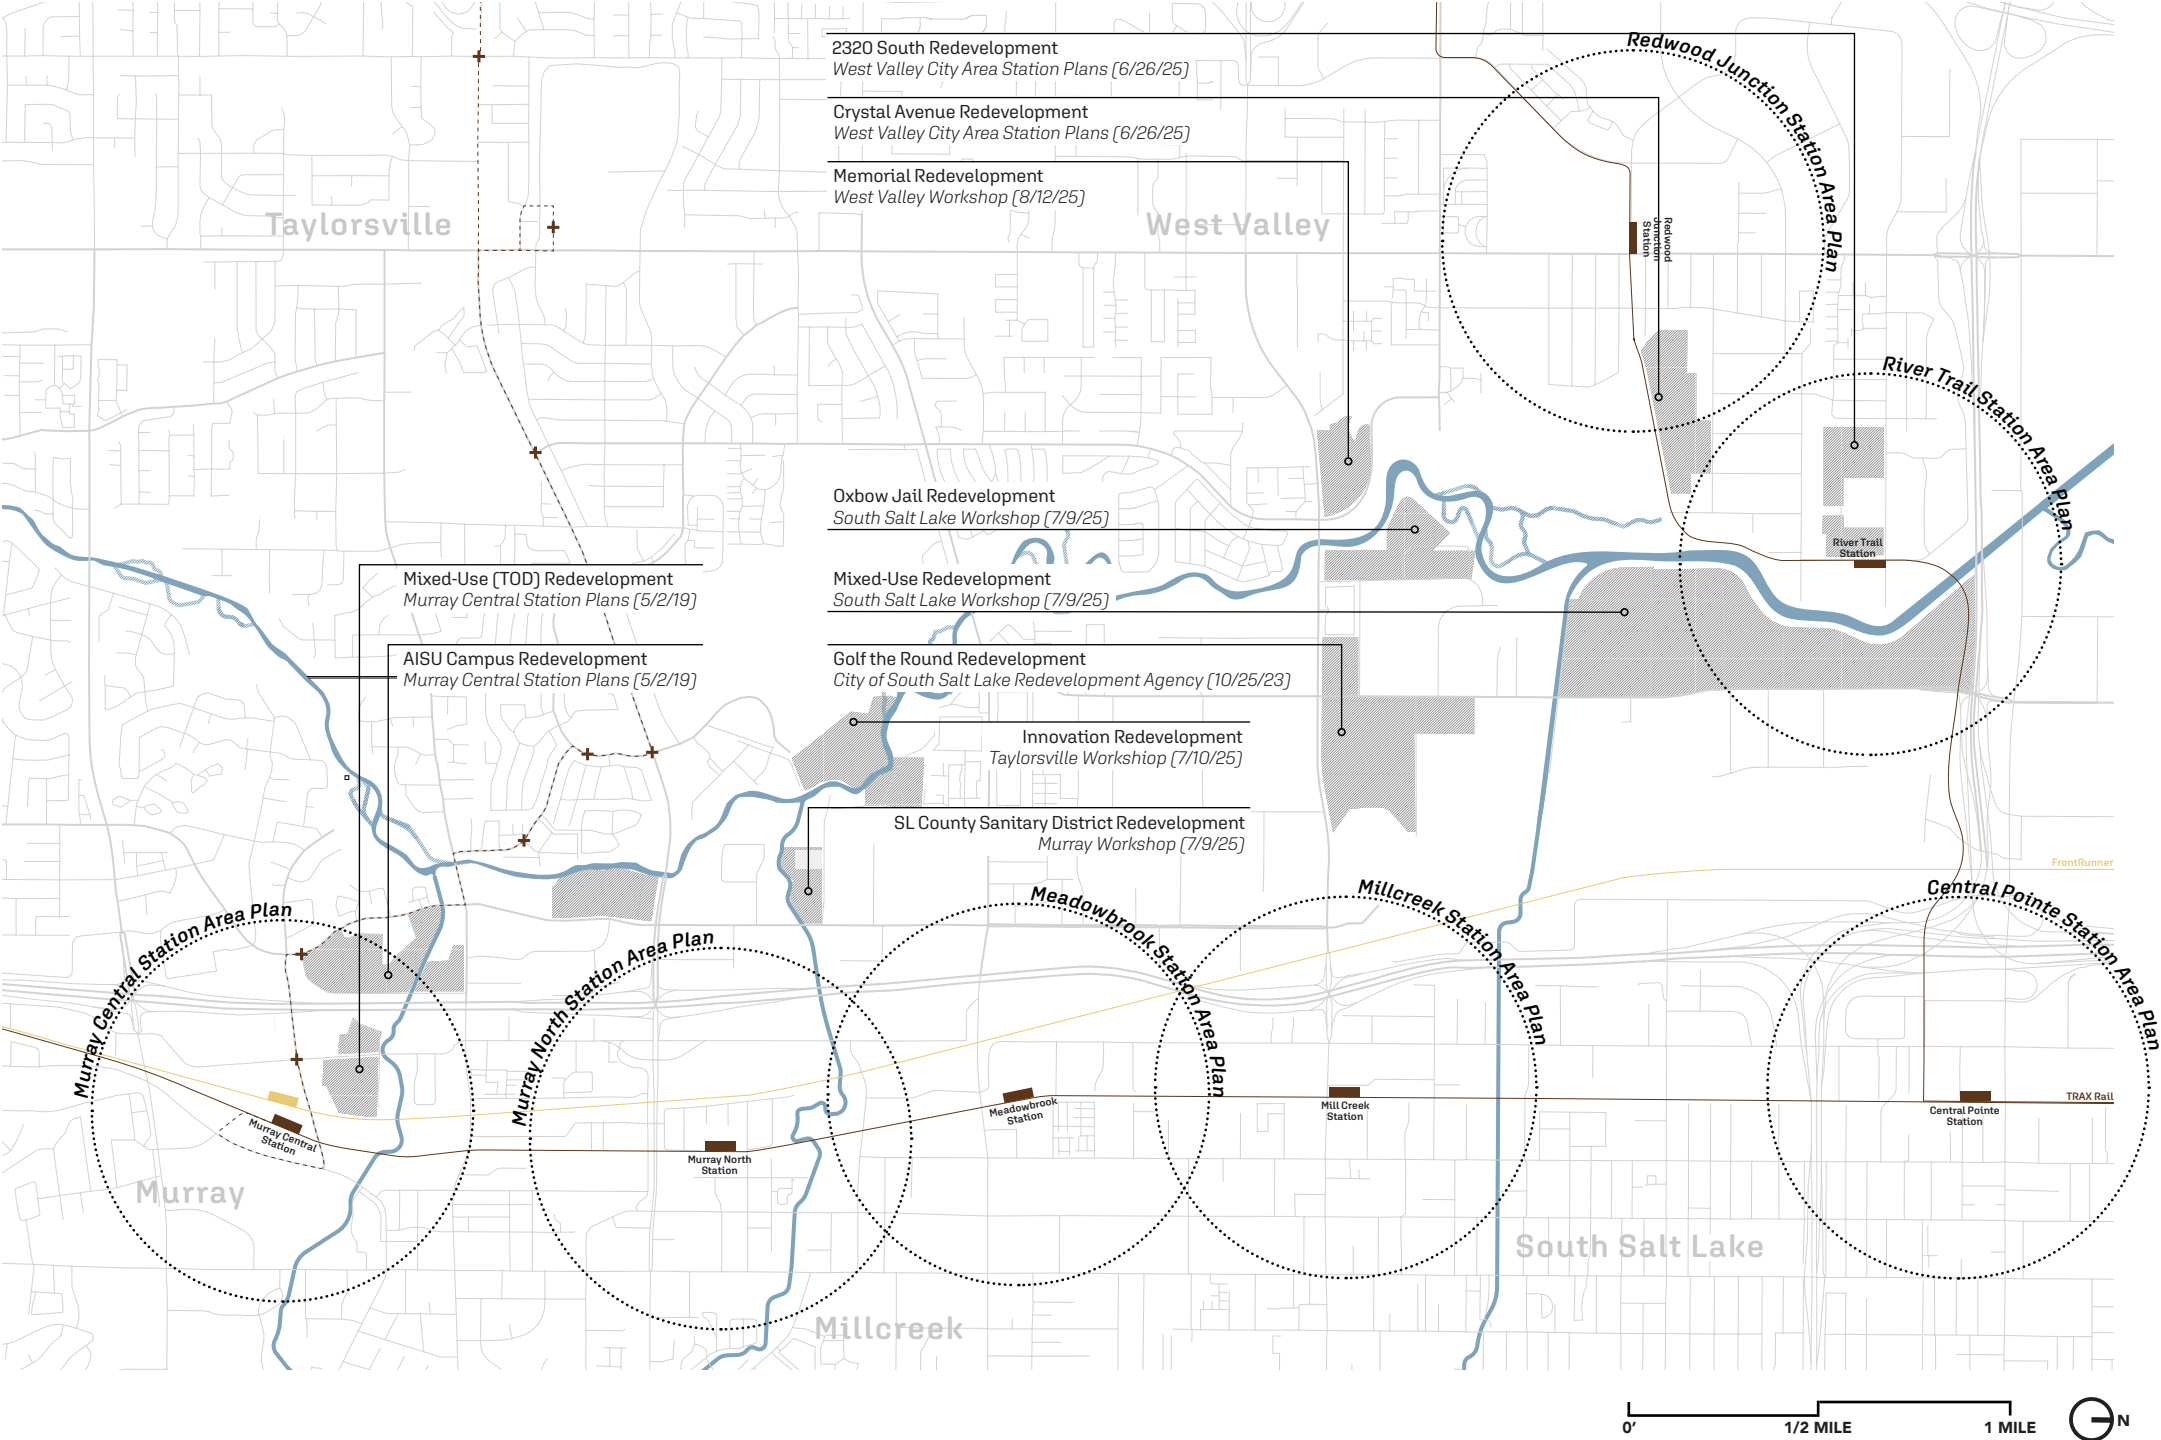 2320 South Redevelopment
West Valley City Area Station Plans (6/26/25)
Crystal Avenue Redevelopment
West Valley City Area Station Plans (6/26/25)
Memorial Redevelopment
West Valley Workshop (8/12/25)
Redwood Junction Station Area Plan
Taylorsville
West Valley
Redwood
Junction
Station
River Trail Station Area Plan
Oxbow Jail Redevelopment
South Salt Lake Workshop (7/9/25)
River Trail
Station
Mixed-Use (TOD) Redevelopment
Murray Central Station Plans (5/2/19)
Mixed-Use Redevelopment
South Salt Lake Workshop (7/9/25)
AISU Campus Redevelopment
Murray Central Station Plans (5/2/19)
Golf the Round Redevelopment
City of South Salt Lake Redevelopment Agency (10/25/23)
Innovation Redevelopment
Taylorsville Workshiop (7/10/25)
SL County Sanitary District Redevelopment
Murray Workshop (7/9/25)
FrontRunner
Murray Central Station Area Plan
Murray North Station Area Plan
Meadowbrook Station Area Plan
Millcreek Station Area Plan
Central Pointe Station Area Plan
Murray Central
Station
Murray North
Station
Meadowbrook
Station
Mill Creek
Station
Central Pointe
Station
TRAX Rail
Murray
South Salt Lake
Millcreek
0'
1/2 MILE
1 MILE
N